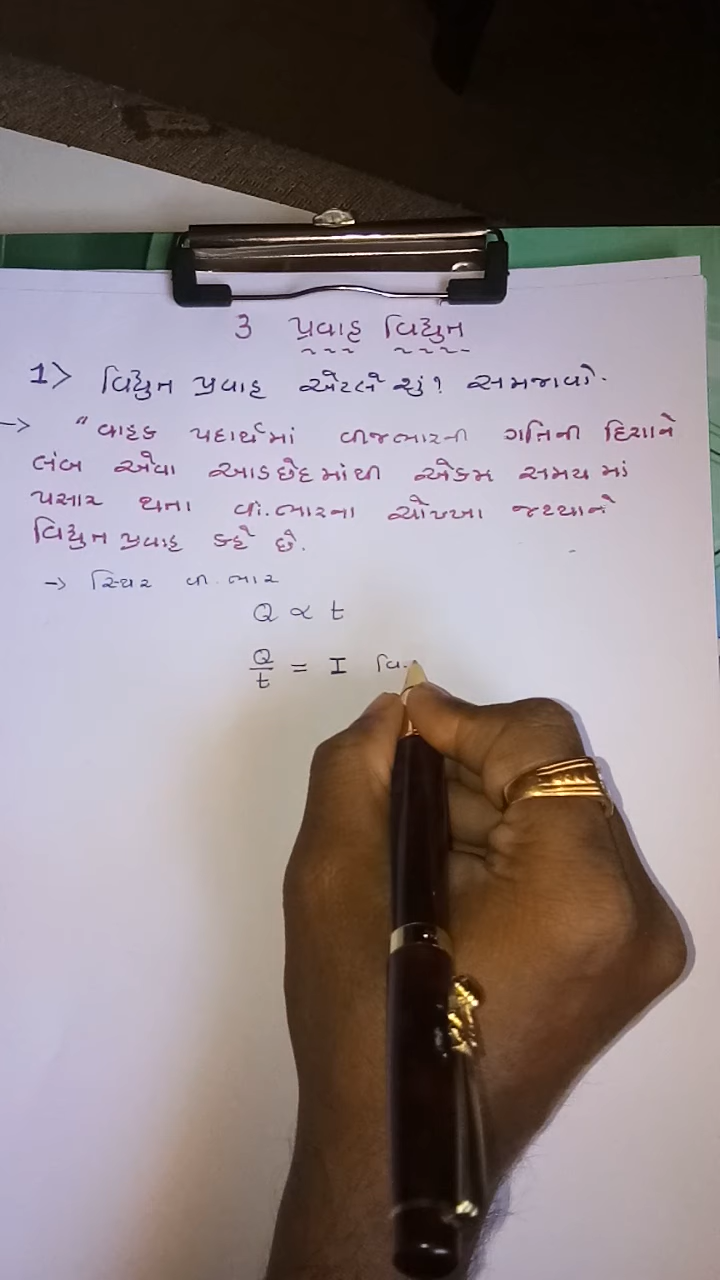 3 પ્રવાહ વિદ્યુત
1> વિદ્યુત પ્રવાહ એટલે શું? સમજાવો.
→ "વાહક પદાર્થમાં વીજભારની ગતિની દિશાને
લંબ એવા આડછેદમાંથી એકમ સમયમાં
પસાર થતા વી.ભારના ચોખ્ખા જથ્થાને
વિદ્યુત પ્રવાહ કહે છે.
→ સ્થિર વી.ભાર
Q ∝ t
Q/t = I વિ.